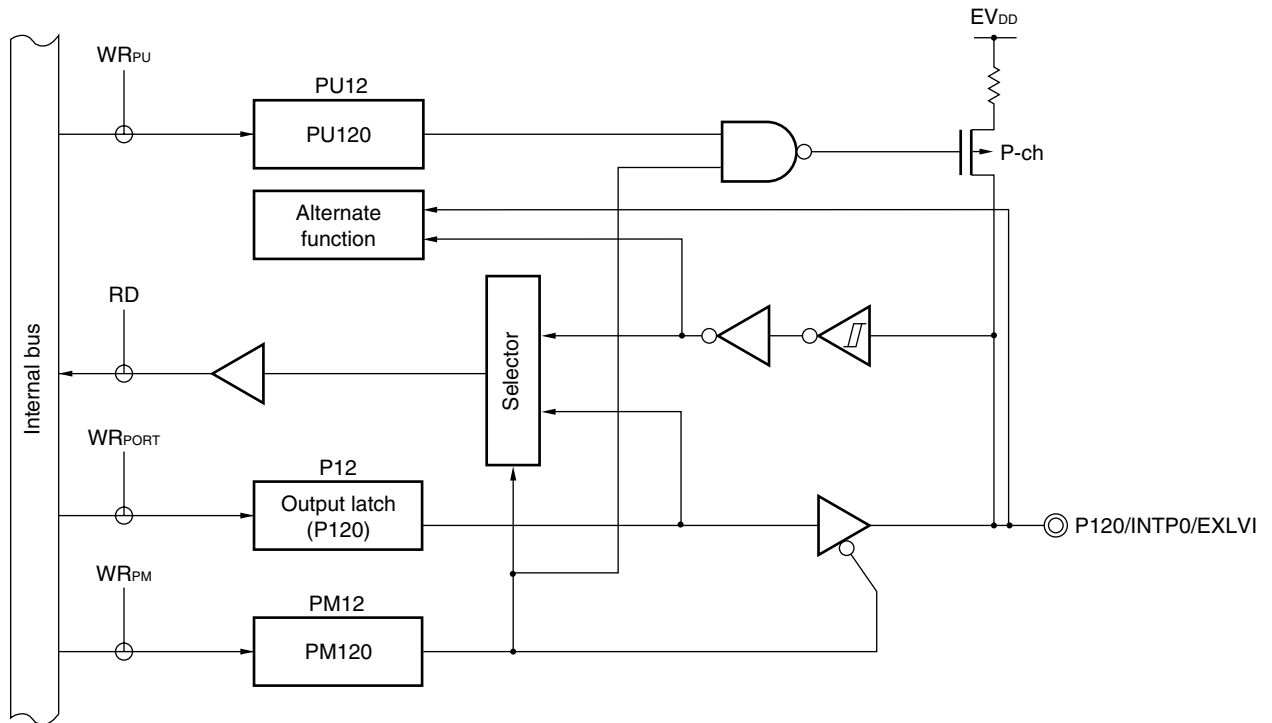 EVDD
WRPU
PU12
PU120
P-ch
Alternate
function
RD
Selector
Internal bus
WRPORT
P12
Output latch
(P120)
P120/INTP0/EXLVI
WRPM
PM12
PM120